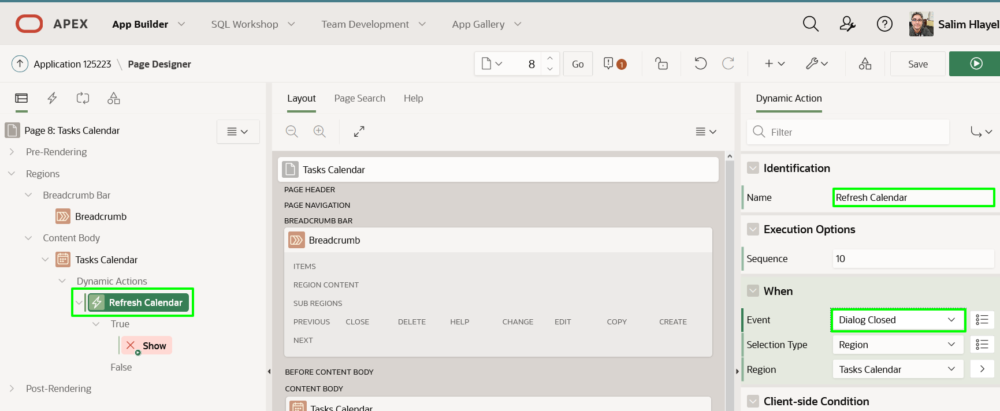 APEX App Builder SQL Workshop Team Development App Gallery Salim Hlayel
Application 125223 \ Page Designer 8 Go 1 Save
Page 8: Tasks Calendar
Pre-Rendering
Regions
Breadcrumb Bar
Breadcrumb
Content Body
Tasks Calendar
Dynamic Actions
Refresh Calendar
True
Show
False
Post-Rendering
Layout Page Search Help
Tasks Calendar
PAGE HEADER
PAGE NAVIGATION
BREADCRUMB BAR
Breadcrumb
ITEMS
REGION CONTENT
SUB REGIONS
PREVIOUS CLOSE DELETE HELP CHANGE EDIT COPY CREATE
NEXT
BEFORE CONTENT BODY
CONTENT BODY
Tasks Calendar
Dynamic Action
Filter
Identification
Name Refresh Calendar
Execution Options
Sequence 10
When
Event Dialog Closed
Selection Type Region
Region Tasks Calendar
Client-side Condition